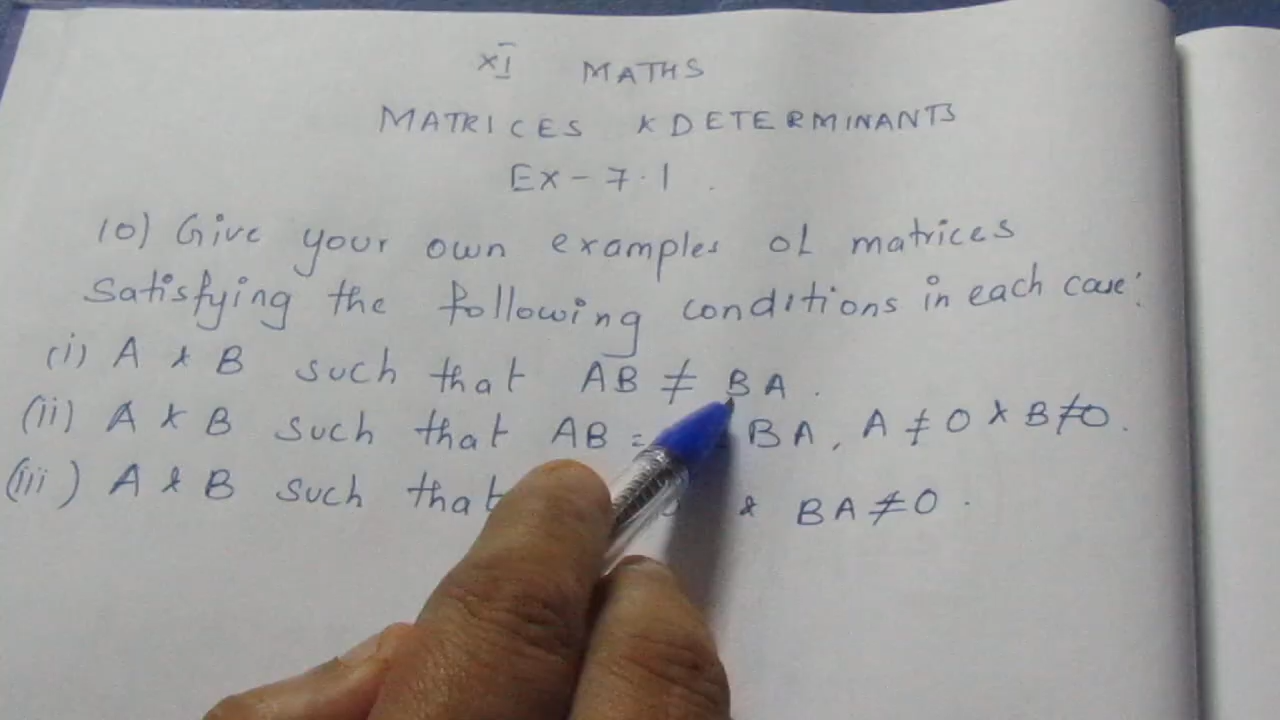 XI MATHS
MATRICES & DETERMINANTS
Ex - 7.1
10) Give your own examples of matrices
Satisfying the following conditions in each case:
(i) A & B such that AB ≠ BA.
(ii) A & B such that AB = BA, A ≠ 0 & B ≠ 0.
(iii) A & B such that & BA ≠ 0.